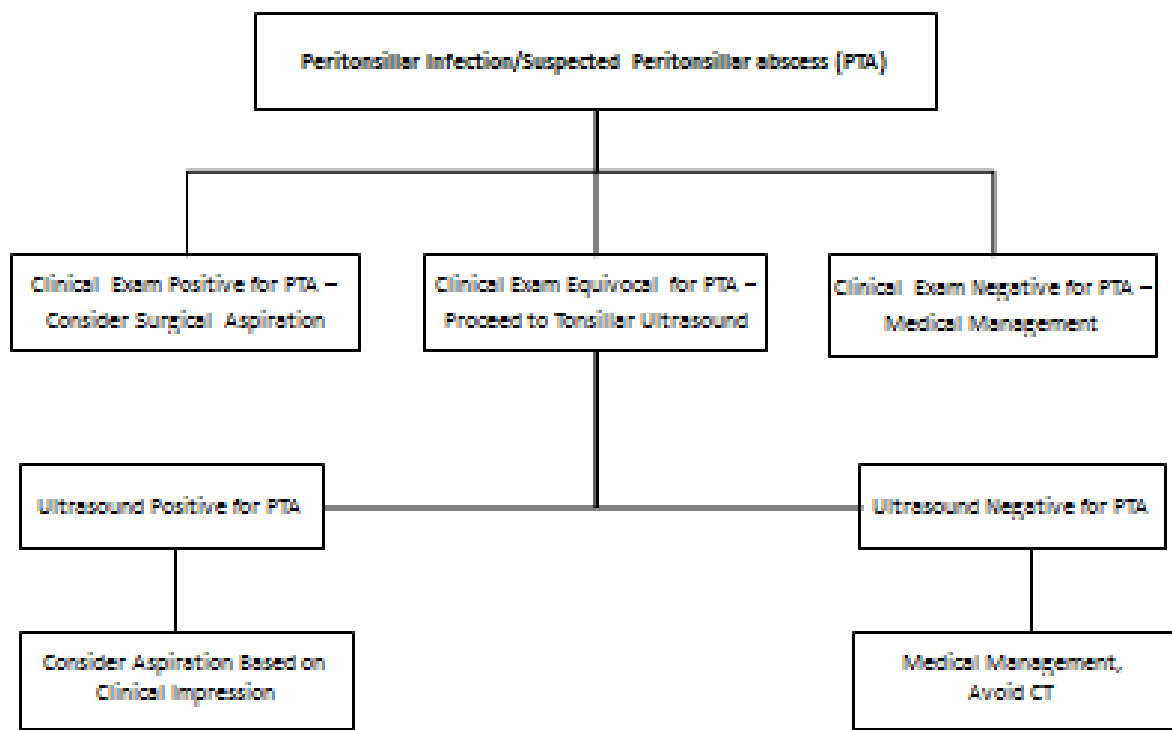 Peritonsillar Infection/Suspected Peritonsillar abscess (PTA)
Clinical Exam Positive for PTA –
Consider Surgical Aspiration
Clinical Exam Equivocal for PTA –
Proceed to Tonsillar Ultrasound
Clinical Exam Negative for PTA –
Medical Management
Ultrasound Positive for PTA
Ultrasound Negative for PTA
Consider Aspiration Based on
Clinical Impression
Medical Management,
Avoid CT